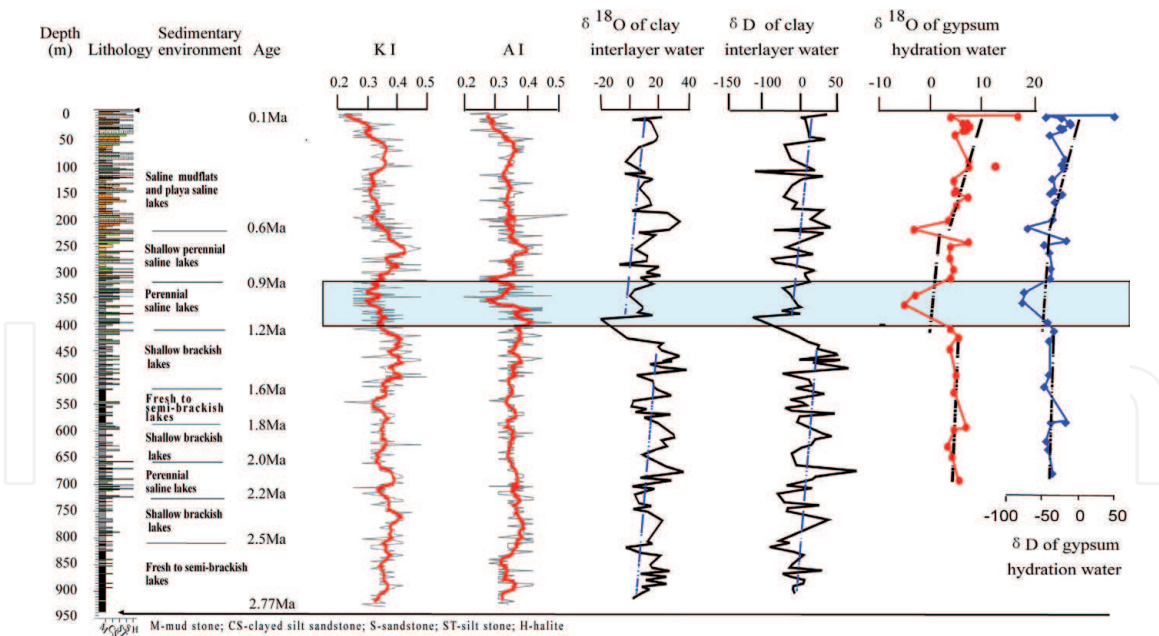 Depth
(m)
Lithology
Sedimentary
environment
Age
K I
A I
δ 18O of clay
interlayer water
δ D of clay
interlayer water
δ 18O of gypsum
hydration water
0.2 0.3 0.4 0.5
0.2 0.3 0.4 0.5
-20 0 20 40
-150 -100 0 50
-10 0 10 20
0
50
100
150
200
250
300
350
400
450
500
550
600
650
700
750
800
850
900
950
Saline mudflats
and playa saline
lakes
Shallow perennial
saline lakes
Perennial
saline lakes
Shallow brackish
lakes
Fresh to
semi-brackish
lakes
Shallow brackish
lakes
Perennial
saline lakes
Shallow brackish
lakes
Fresh to semi-brackish
lakes
0.1Ma
0.6Ma
0.9Ma
1.2Ma
1.6Ma
1.8Ma
2.0Ma
2.2Ma
2.5Ma
2.77Ma
-100 -50 0 50
δ D of gypsum
hydration water
M-mud stone; CS-clayed silt sandstone; S-sandstone; ST-silt stone; H-halite